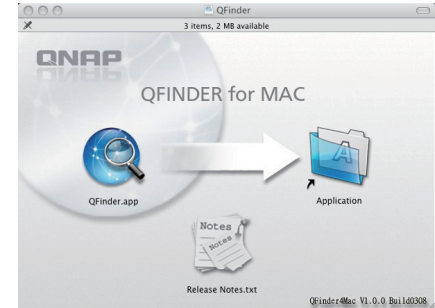 QFinder
3 items, 2 MB available
QNAP
QFINDER for MAC
QFinder.app
Application
Notes
Notes
Release Notes.txt
QFinder4Mac V1.0.0 Build0308